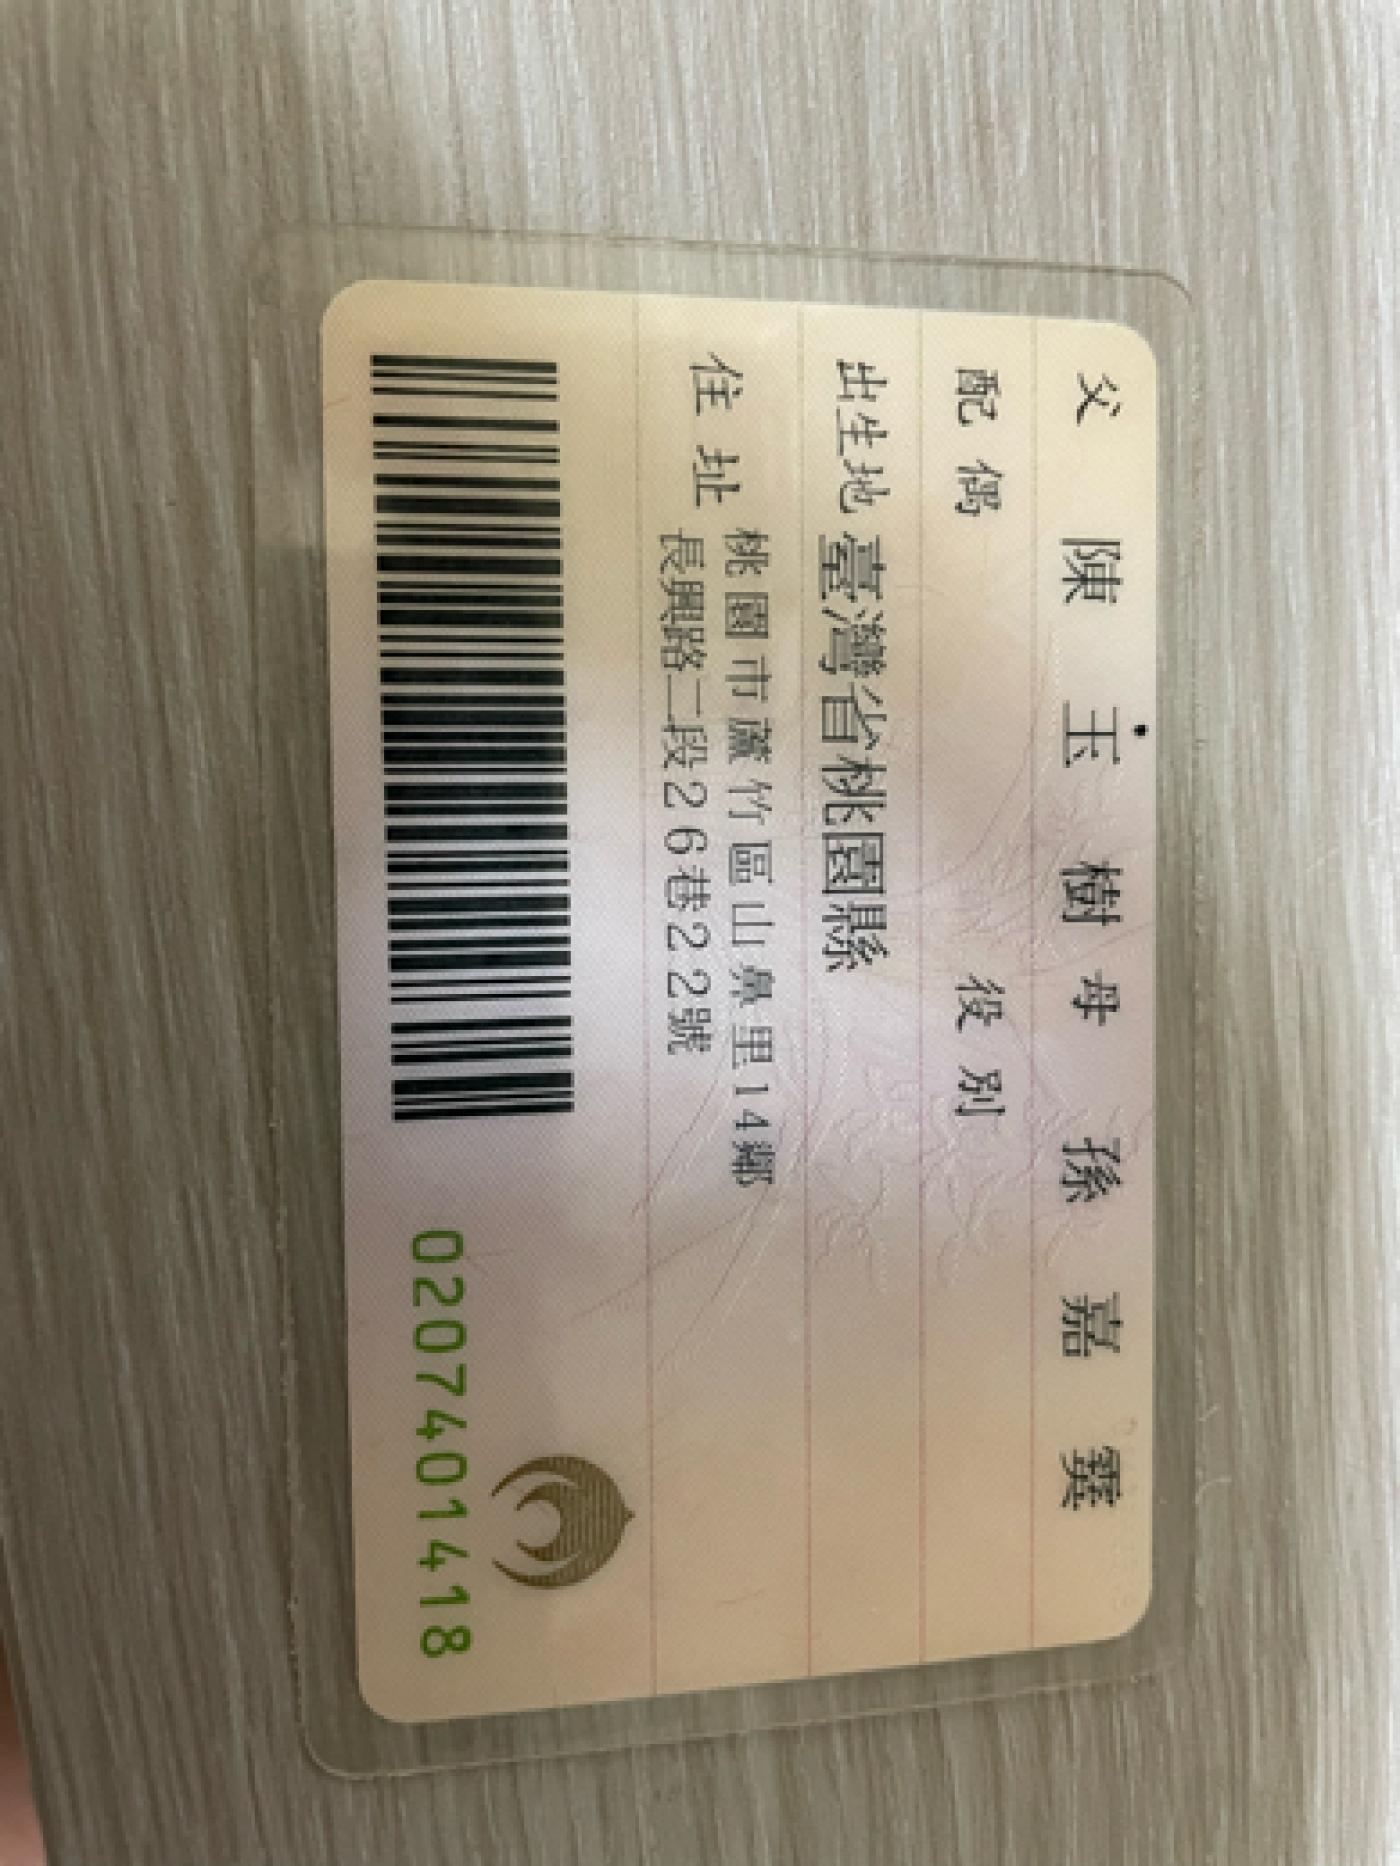 父 陳玉樹 母 孫嘉䔵
配偶 役別
出生地 臺灣省桃園縣
住址 桃園市蘆竹區山鼻里14鄰
長興路二段26巷22號
0207401418